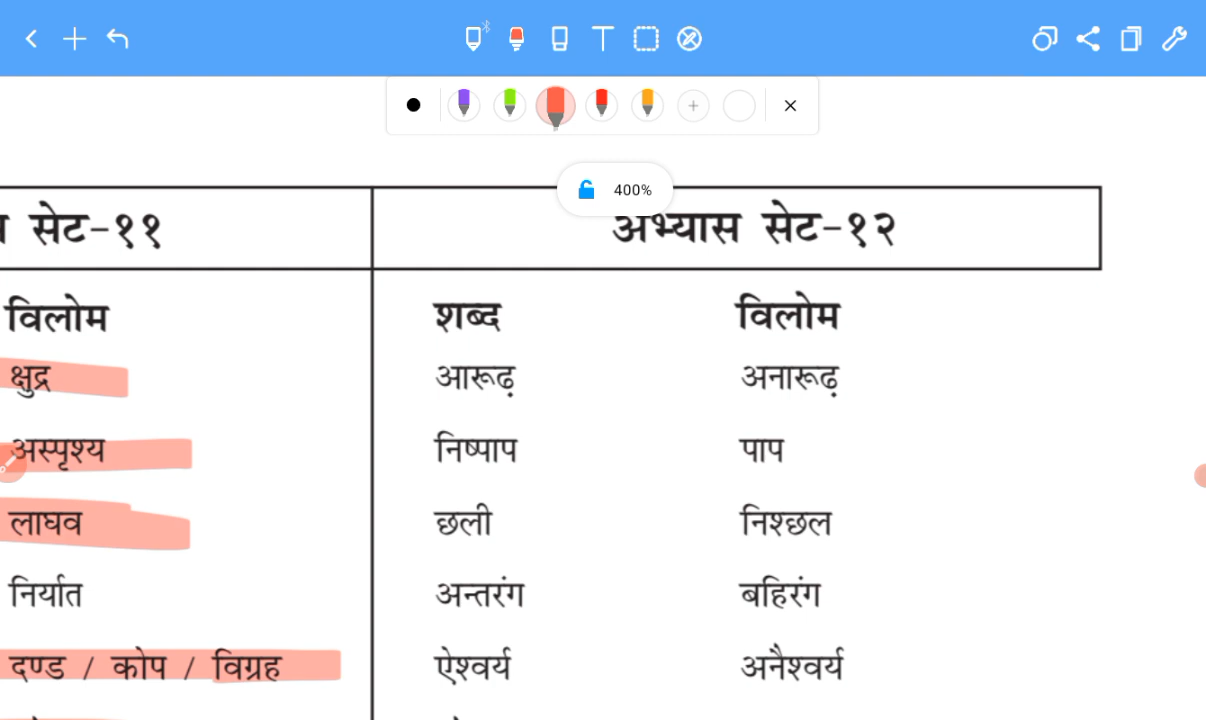 400%
सेट-११ अभ्यास सेट-१२
विलोम शब्द विलोम
क्षुद्र आरूढ़ अनारूढ़
अस्पृश्य निष्पाप पाप
लाघव छली निश्छल
निर्यात अन्तरंग बहिरंग
दण्ड / कोप / विग्रह ऐश्वर्य अनैश्वर्य